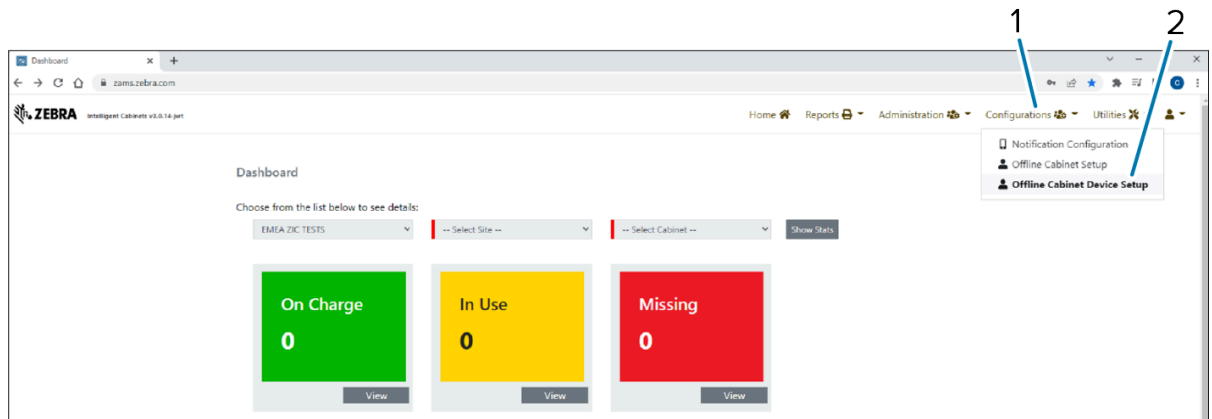 1 2
Dashboard
zams.zebra.com
ZEBRA Intelligent Cabinets v3.0.14-jwt
Home Reports Administration Configurations Utilities
Notification Configuration
Offline Cabinet Setup
Offline Cabinet Device Setup
Dashboard
Choose from the list below to see details:
EMEA ZIC TESTS -- Select Site -- -- Select Cabinet -- Show Stats
On Charge In Use Missing
0 0 0
View View View